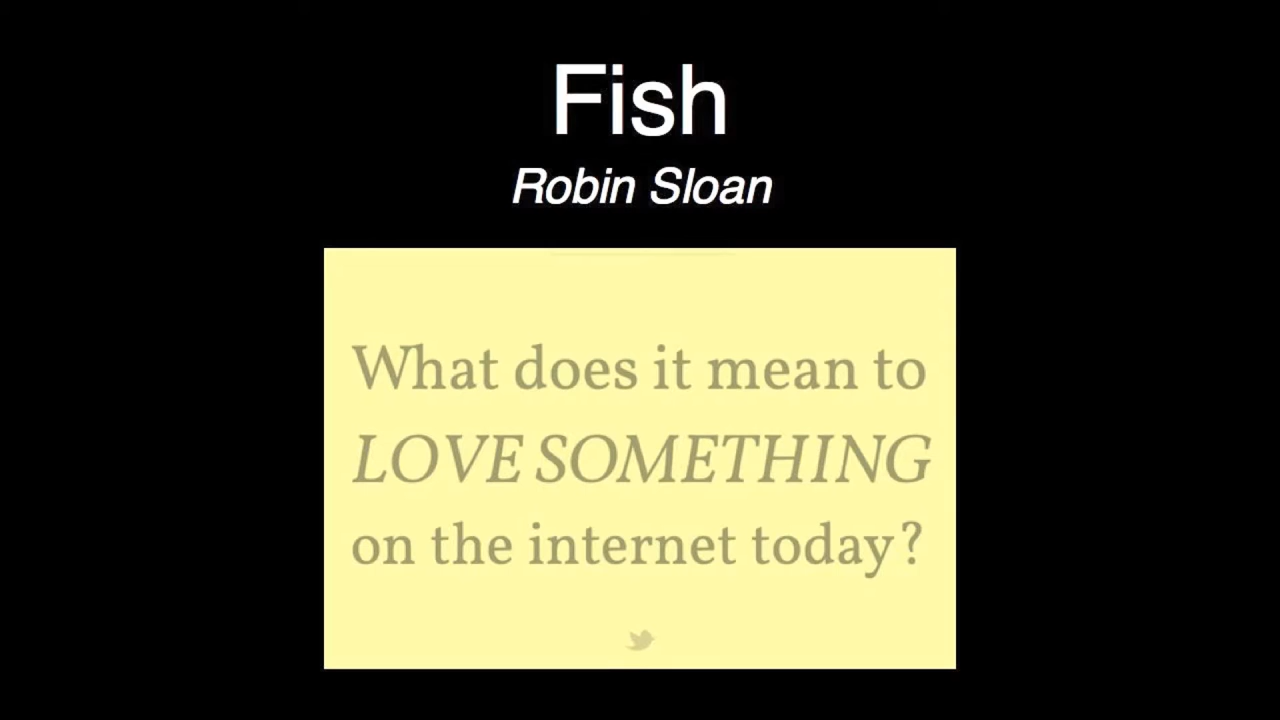 Fish
Robin Sloan
What does it mean to
LOVE SOMETHING
on the internet today?